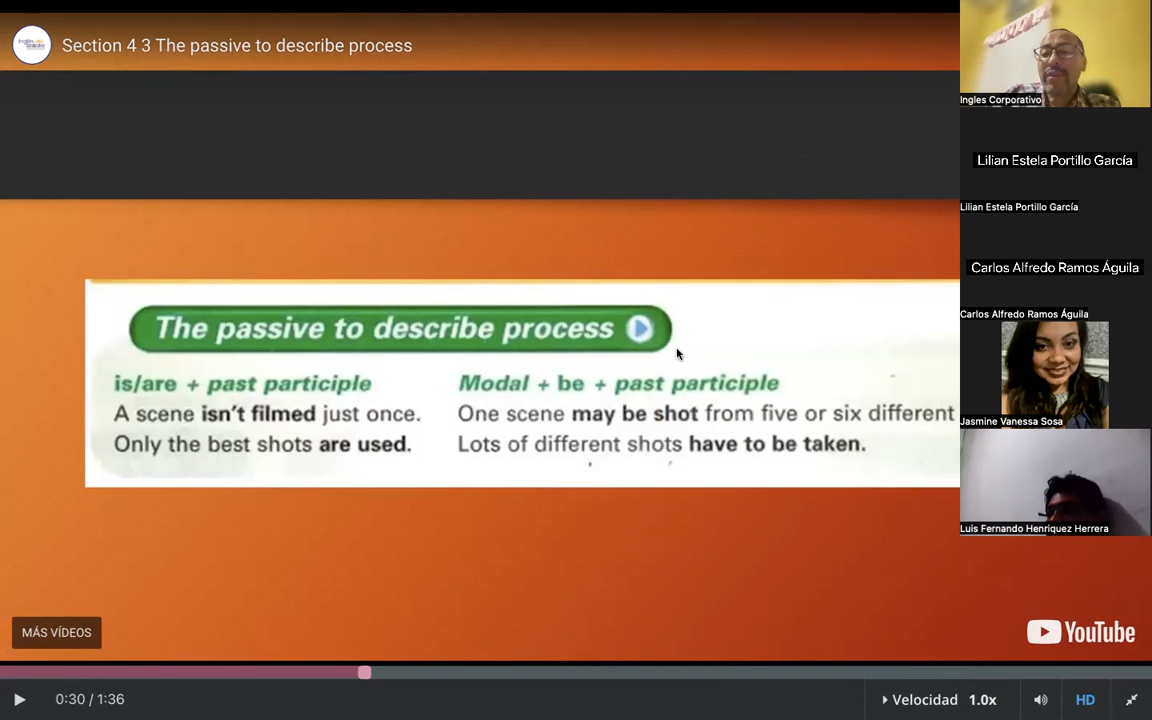 Section 4 3 The passive to describe process
Ingles Corporativo
Lilian Estela Portillo García
Lilian Estela Portillo García
Carlos Alfredo Ramos Águila
Carlos Alfredo Ramos Águila
Jasmine Vanessa Sosa
Luis Fernando Henriquez Herrera
The passive to describe process
is/are + past participle
A scene isn't filmed just once.
Only the best shots are used.
Modal + be + past participle
One scene may be shot from five or six different
Lots of different shots have to be taken.
MÁS VÍDEOS
YouTube
0:30 / 1:36
Velocidad 1.0x
HD